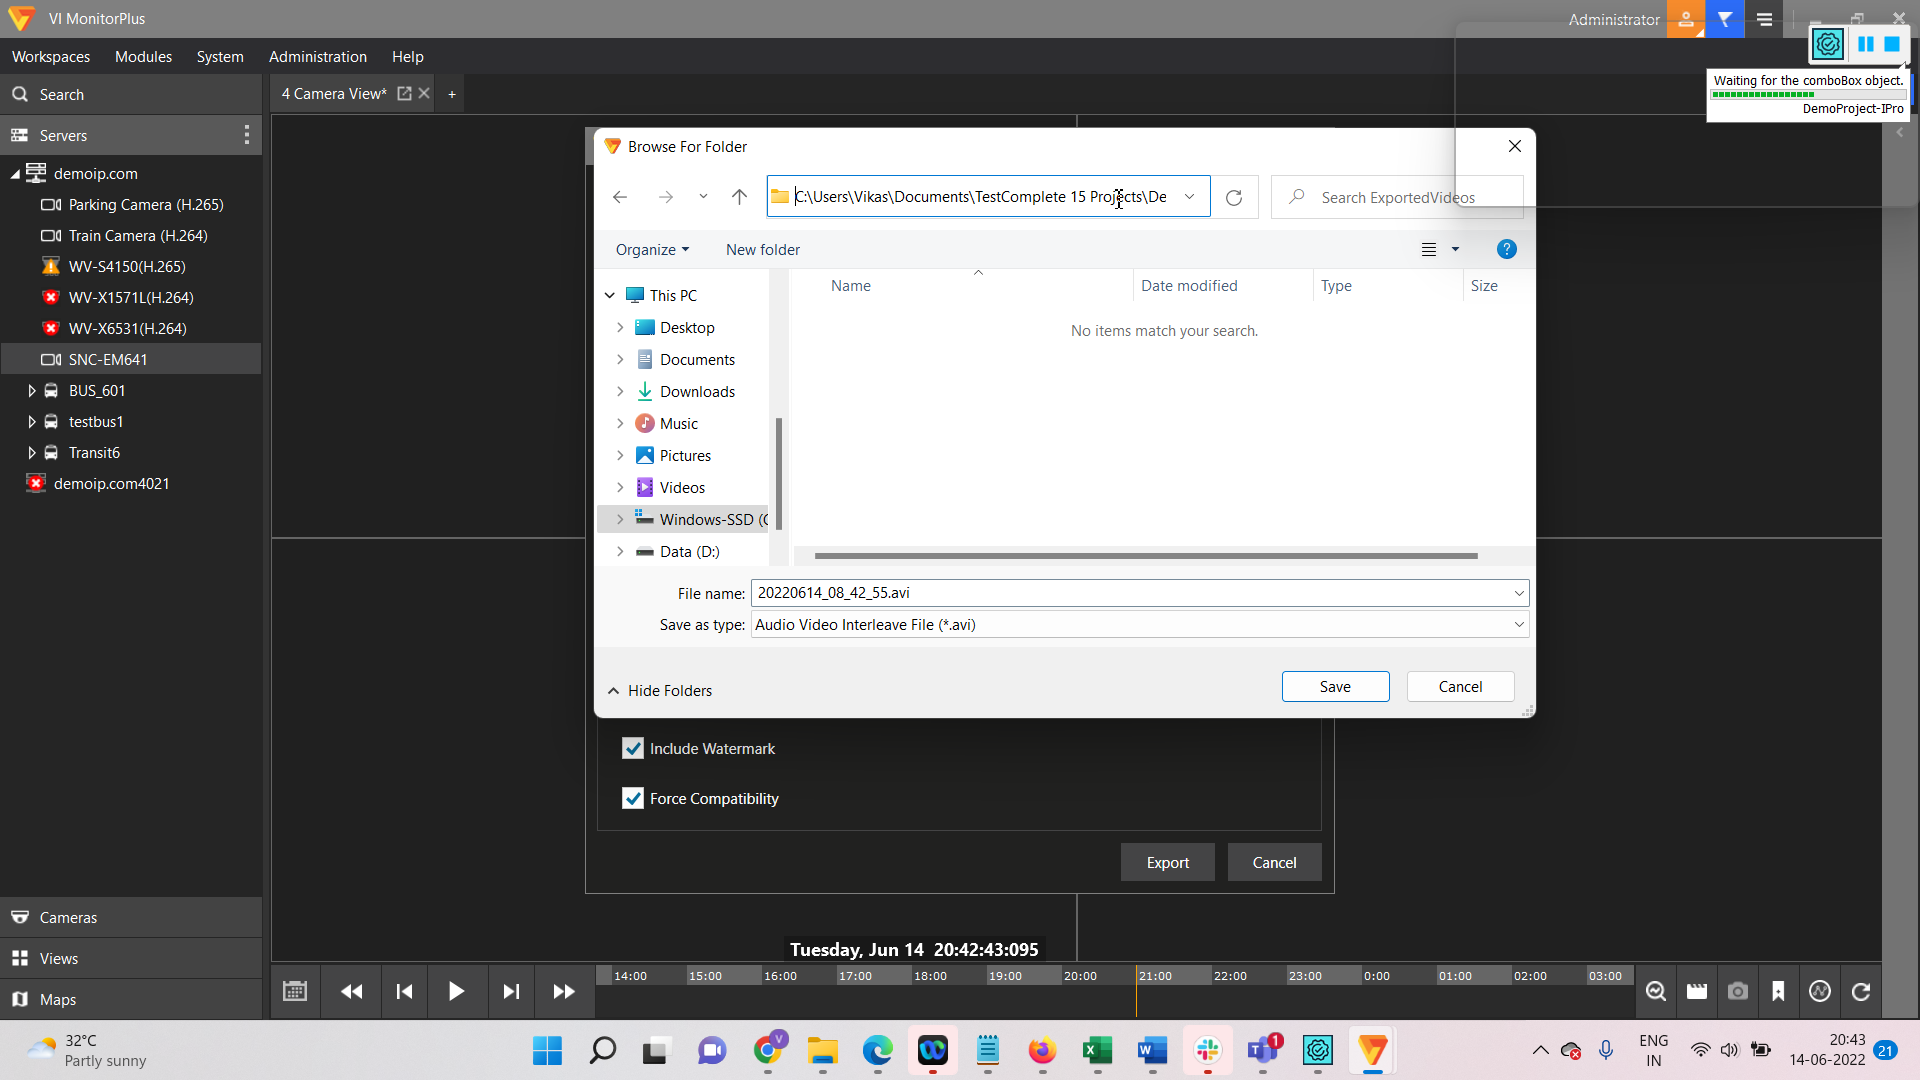 VI MonitorPlus
Administrator
Workspaces
Modules
System
Administration
Help
Waiting for the comboBox object.
DemoProject-IPro
Search
4 Camera View*
+
Servers
demoip.com
Parking Camera (H.265)
Train Camera (H.264)
WV-S4150(H.265)
WV-X1571L(H.264)
WV-X6531(H.264)
SNC-EM641
BUS_601
testbus1
Transit6
demoip.com4021
Browse For Folder
C:\Users\Vikas\Documents\TestComplete 15 Projects\De
Search ExportedVideos
Organize
New folder
?
This PC
Desktop
Documents
Downloads
Music
Pictures
Videos
Windows-SSD (C
Data (D:)
Name
Date modified
Type
Size
No items match your search.
File name: 20220614_08_42_55.avi
Save as type: Audio Video Interleave File (*.avi)
Hide Folders
Save
Cancel
Include Watermark
Force Compatibility
Export
Cancel
Cameras
Views
Maps
Tuesday, Jun 14 20:42:43:095
14:00 15:00 16:00 17:00 18:00 19:00 20:00 21:00 22:00 23:00 0:00 01:00 02:00 03:00
32°C
Partly sunny
V
W
1
ENG
IN
20:43
14-06-2022
21